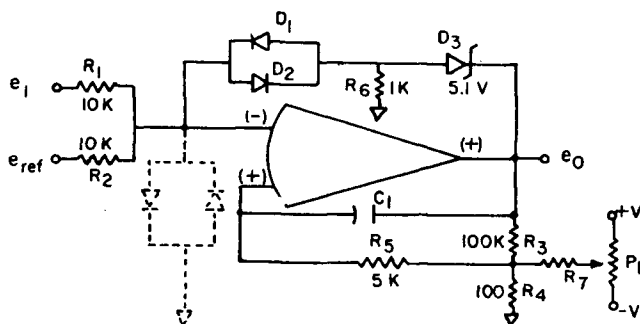 D1
D2
D3
5.1 V
R6
1K
e1
R1
10K
(-)
(+)
eo
eref
10K
R2
(+)
C1
R5
5K
100K
R3
R7
100
R4
+V
P1
-V